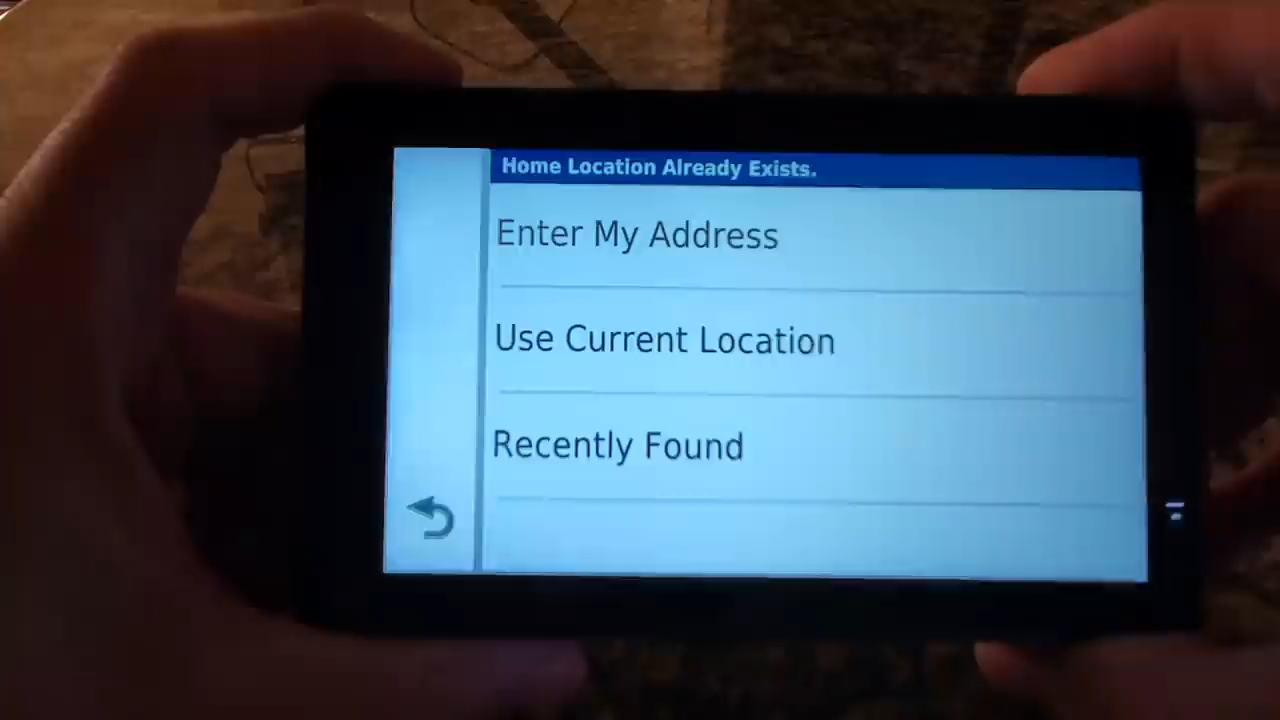 Home Location Already Exists.
Enter My Address
Use Current Location
Recently Found